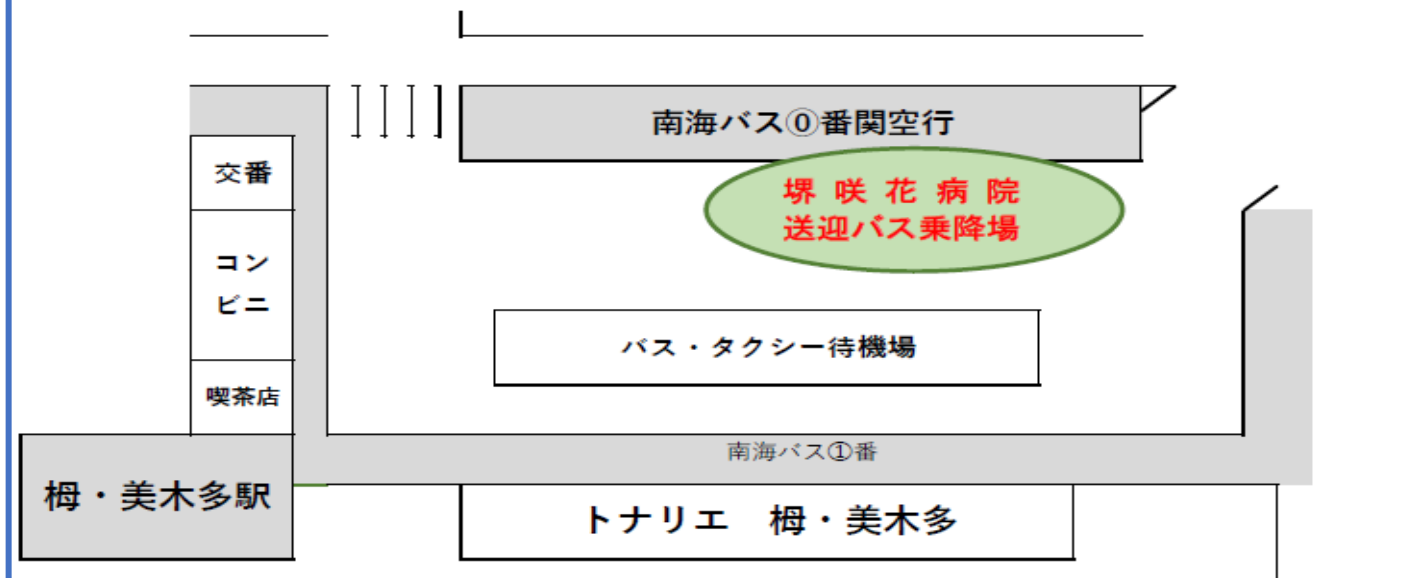 南海バス⓪番関空行
交番
堺咲花病院
送迎バス乗降場
コン
ビニ
バス・タクシー待機場
喫茶店
南海バス①番
栂・美木多駅
トナリエ 栂・美木多